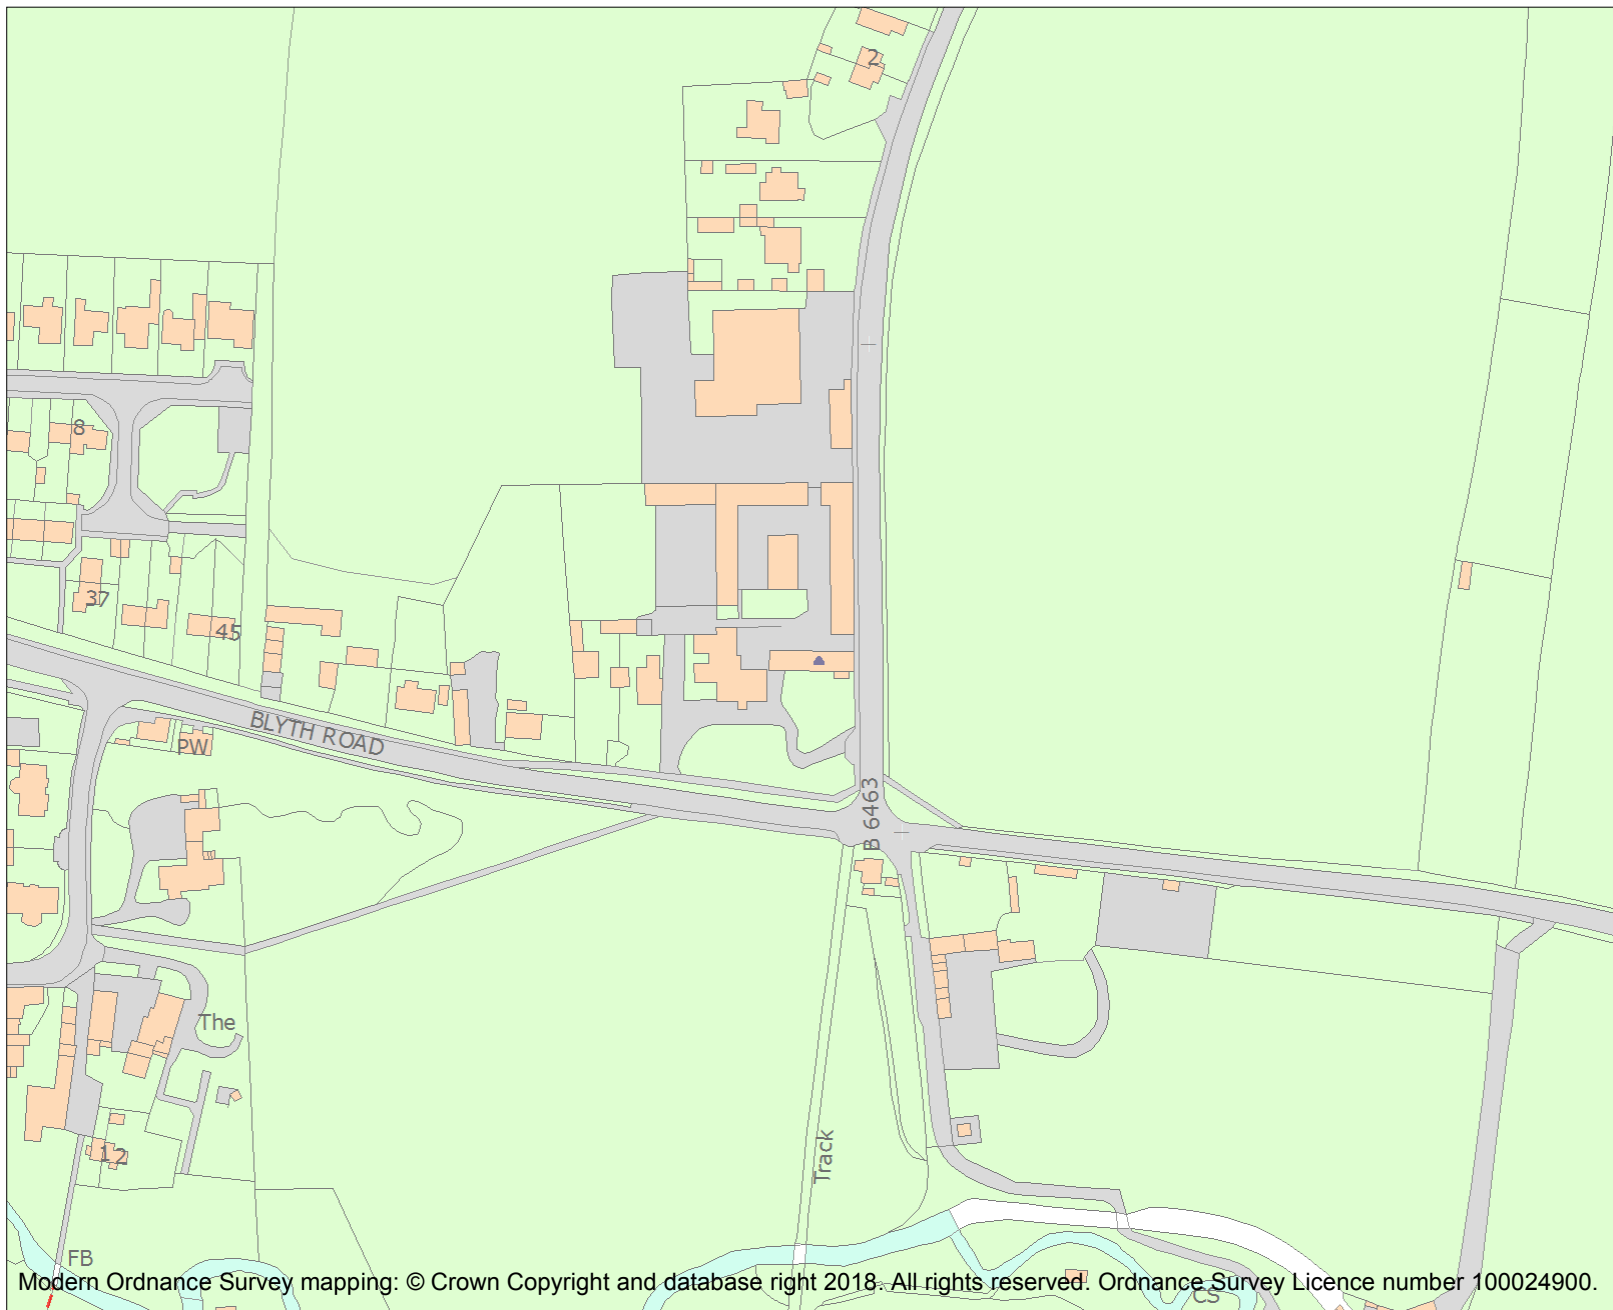 2
8
37
45
BLYTH ROAD
PW
B 6463
The
Track
12
FB
Modern Ordnance Survey mapping: © Crown Copyright and database right 2018. All rights reserved. Ordnance Survey Licence number 100024900.
CS